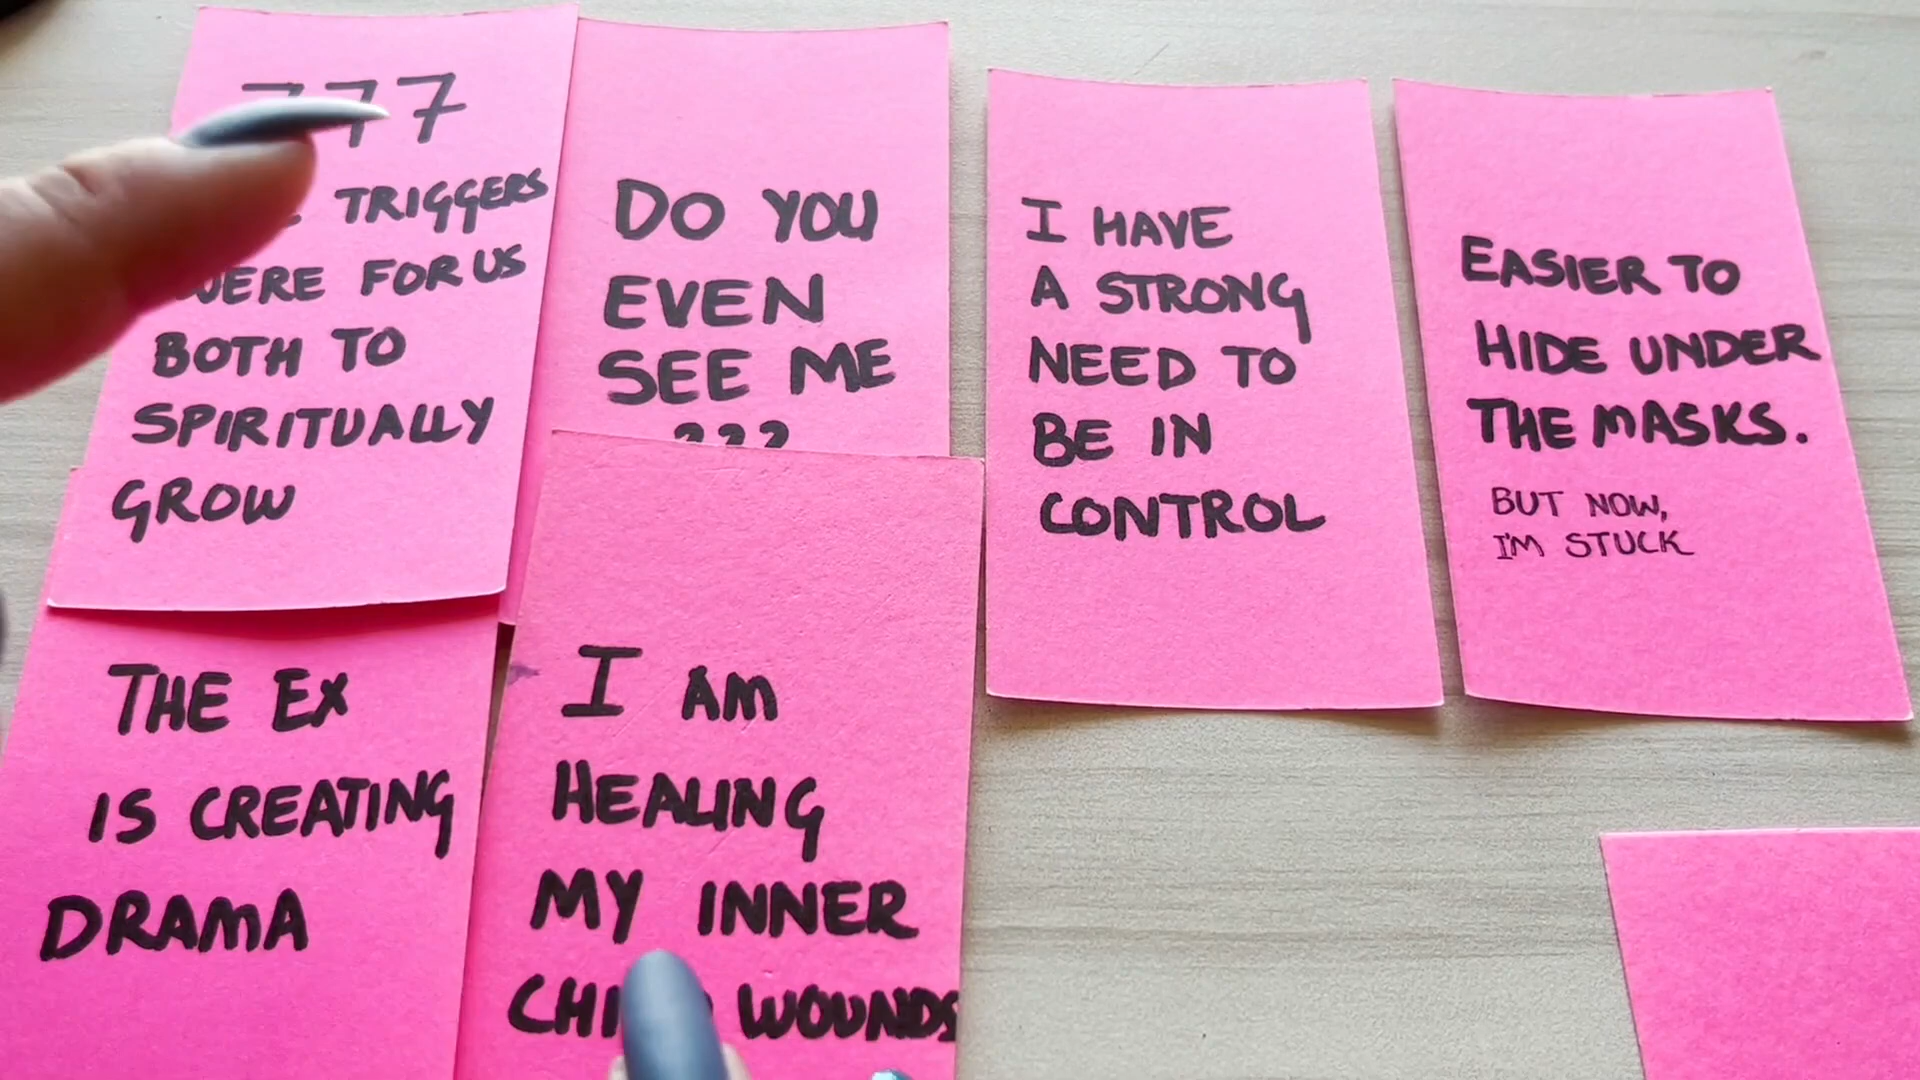 777
TRIGGERS
WERE FOR US
BOTH TO
SPIRITUALLY
GROW
DO YOU
EVEN
SEE ME
???
I HAVE
A STRONG
NEED TO
BE IN
CONTROL
EASIER TO
HIDE UNDER
THE MASKS.
BUT NOW,
I'M STUCK
THE EX
IS CREATING
DRAMA
I AM
HEALING
MY INNER
CHILD WOUNDS